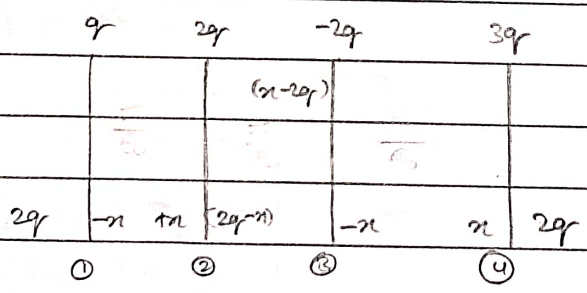 q 2q -2q 3q
(x-2q)
2q -x +x (2q-x) -x x 2q
① ② ③ ④